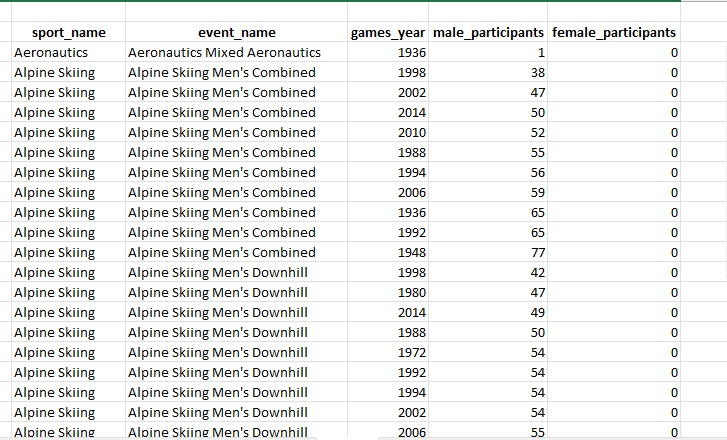 sport_name event_name games_year male_participants female_participants
Aeronautics Aeronautics Mixed Aeronautics 1936 1 0
Alpine Skiing Alpine Skiing Men's Combined 1998 38 0
Alpine Skiing Alpine Skiing Men's Combined 2002 47 0
Alpine Skiing Alpine Skiing Men's Combined 2014 50 0
Alpine Skiing Alpine Skiing Men's Combined 2010 52 0
Alpine Skiing Alpine Skiing Men's Combined 1988 55 0
Alpine Skiing Alpine Skiing Men's Combined 1994 56 0
Alpine Skiing Alpine Skiing Men's Combined 2006 59 0
Alpine Skiing Alpine Skiing Men's Combined 1936 65 0
Alpine Skiing Alpine Skiing Men's Combined 1992 65 0
Alpine Skiing Alpine Skiing Men's Combined 1948 77 0
Alpine Skiing Alpine Skiing Men's Downhill 1998 42 0
Alpine Skiing Alpine Skiing Men's Downhill 1980 47 0
Alpine Skiing Alpine Skiing Men's Downhill 2014 49 0
Alpine Skiing Alpine Skiing Men's Downhill 1988 50 0
Alpine Skiing Alpine Skiing Men's Downhill 1972 54 0
Alpine Skiing Alpine Skiing Men's Downhill 1992 54 0
Alpine Skiing Alpine Skiing Men's Downhill 1994 54 0
Alpine Skiing Alpine Skiing Men's Downhill 2002 54 0
Alpine Skiing Alpine Skiing Men's Downhill 2006 55 0